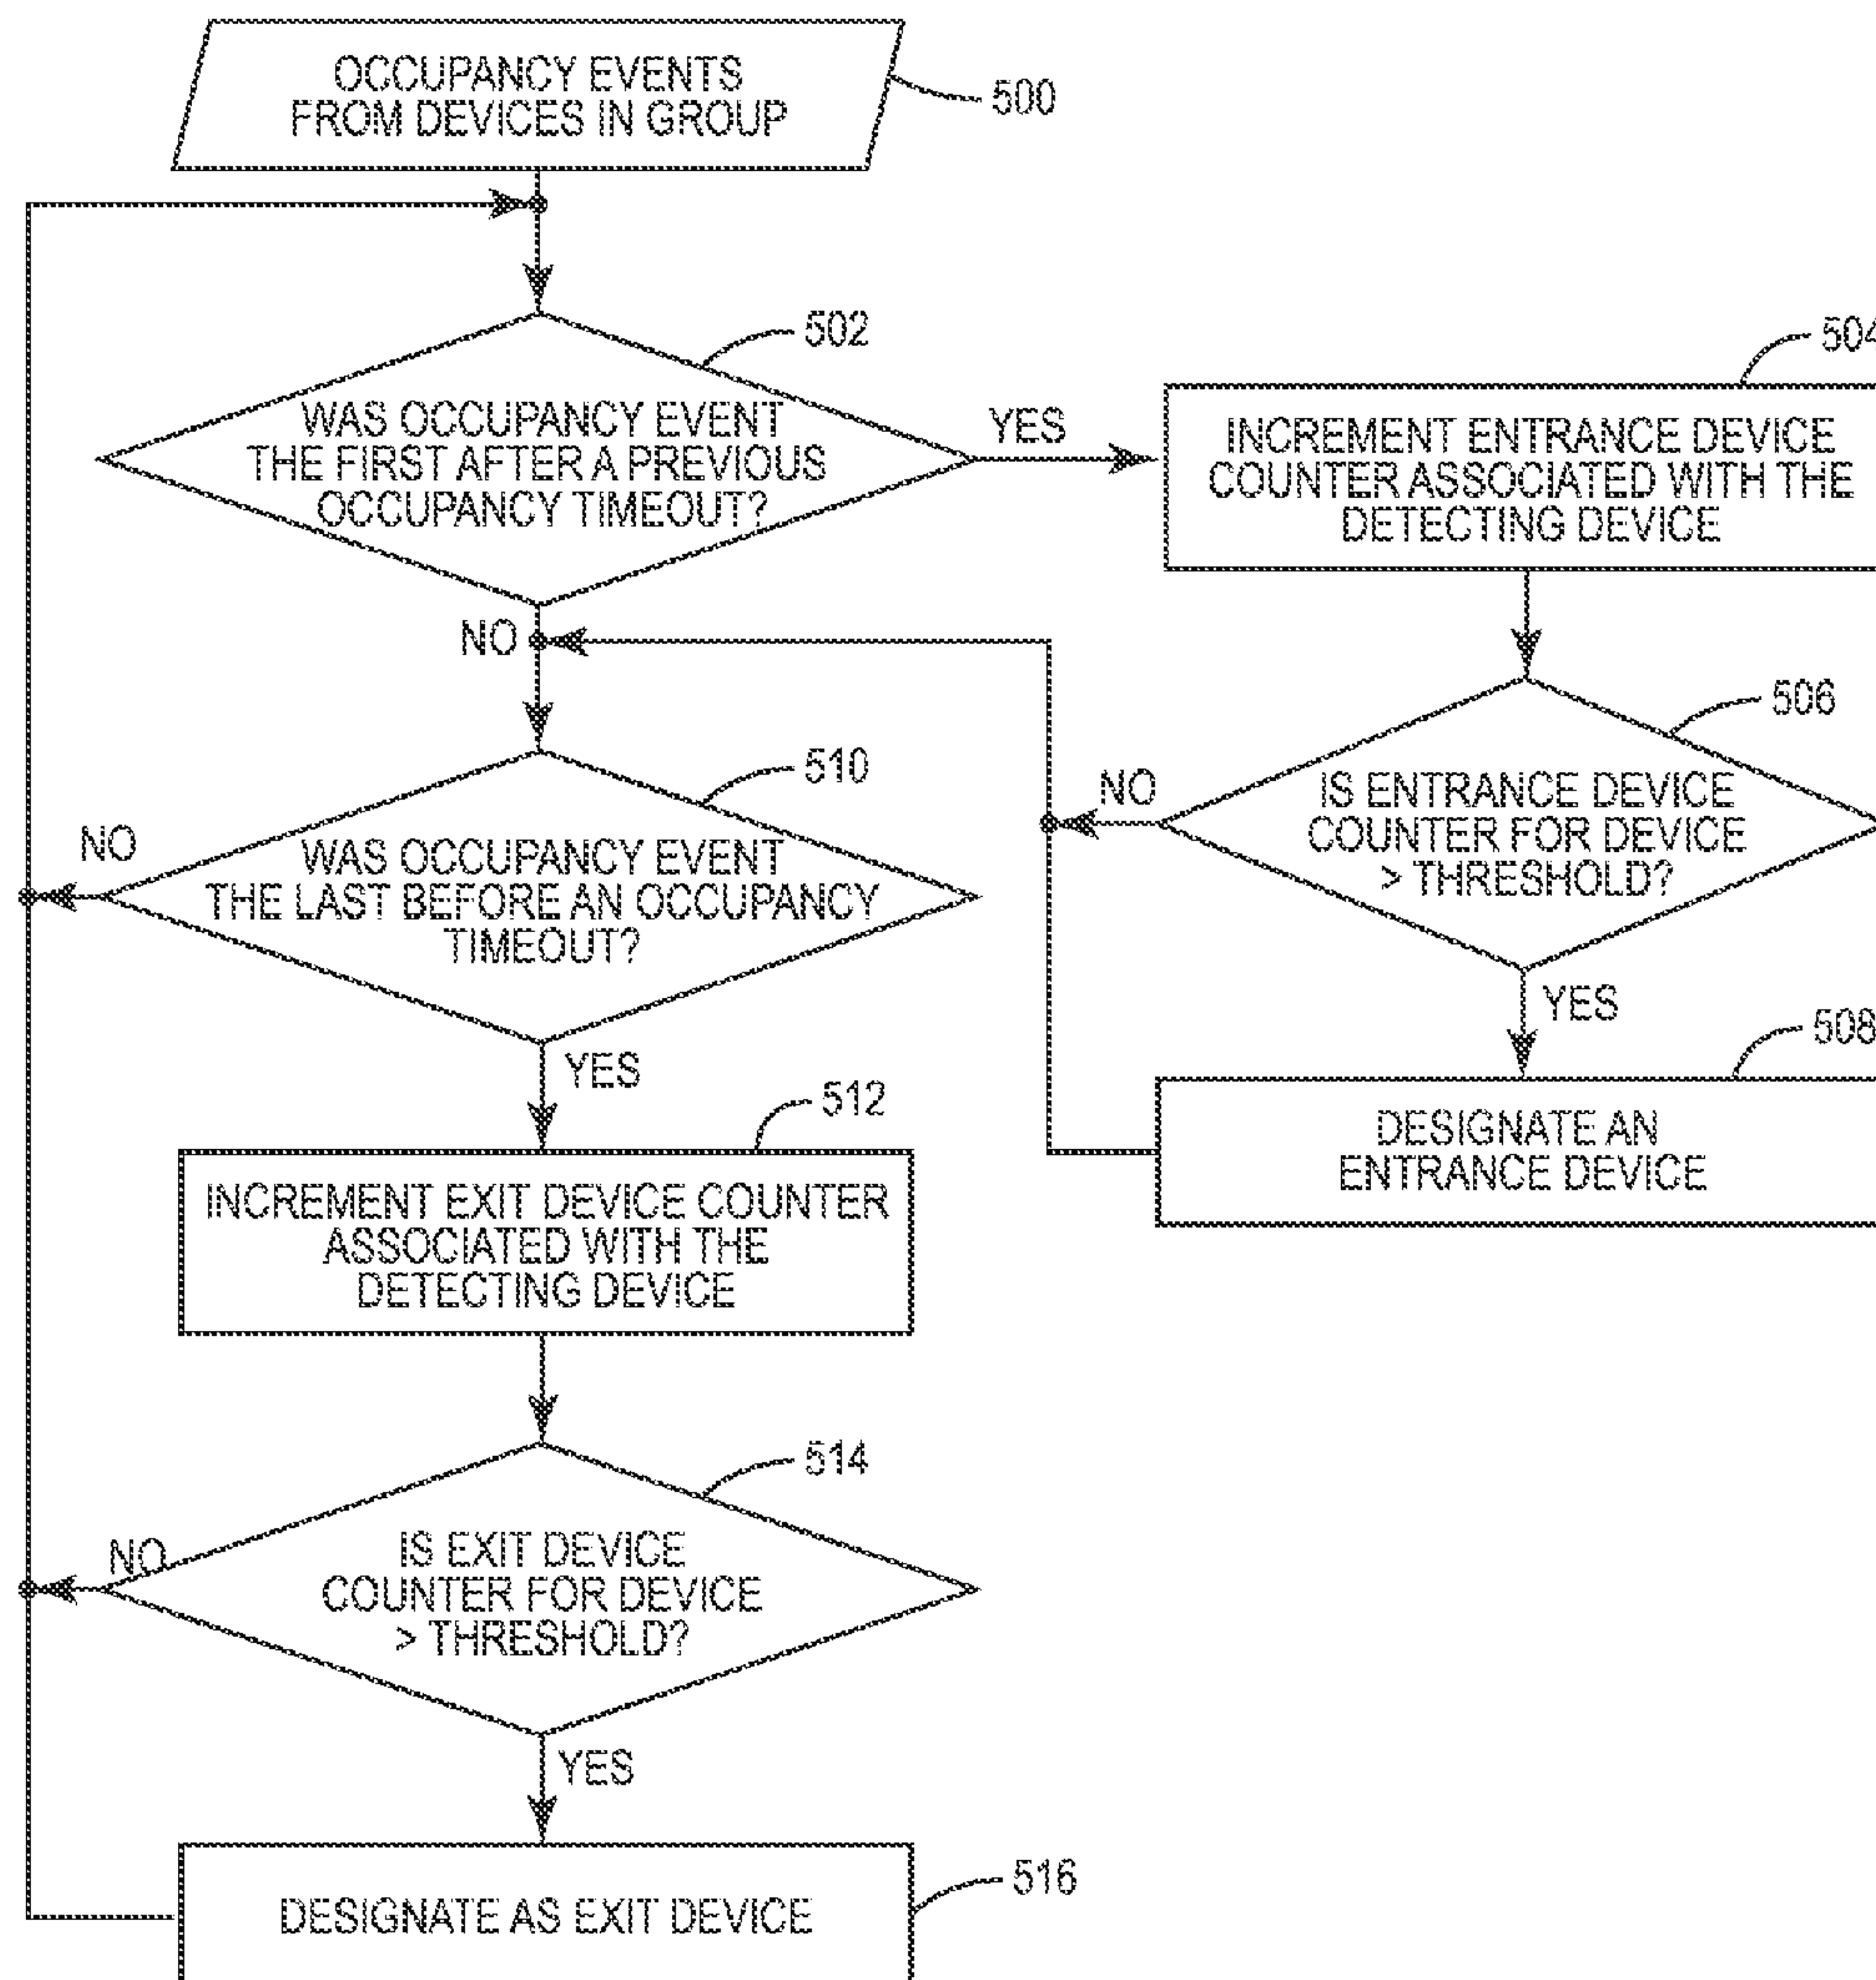 OCCUPANCY EVENTS
FROM DEVICES IN GROUP
500
502
WAS OCCUPANCY EVENT
THE FIRST AFTER A PREVIOUS
OCCUPANCY TIMEOUT?
YES
504
INCREMENT ENTRANCE DEVICE
COUNTER ASSOCIATED WITH THE
DETECTING DEVICE
NO
506
IS ENTRANCE DEVICE
COUNTER FOR DEVICE
> THRESHOLD?
NO
YES
508
DESIGNATE AN
ENTRANCE DEVICE
510
WAS OCCUPANCY EVENT
THE LAST BEFORE AN OCCUPANCY
TIMEOUT?
NO
YES
512
INCREMENT EXIT DEVICE COUNTER
ASSOCIATED WITH THE
DETECTING DEVICE
514
IS EXIT DEVICE
COUNTER FOR DEVICE
> THRESHOLD?
NO
YES
516
DESIGNATE AS EXIT DEVICE